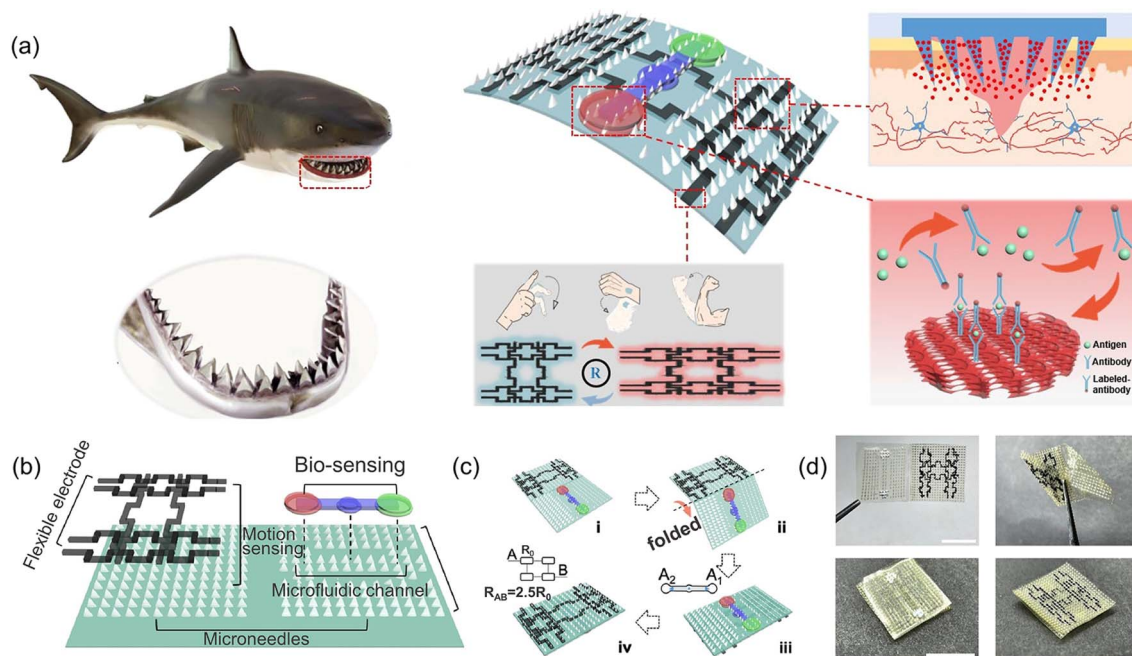 (a)
R
Antigen
Antibody
Labeled-
antibody
(b)
Flexible electrode
Bio-sensing
Motion
sensing
Microfluidic channel
Microneedles
(c)
i
folded
ii
A R₀
B
R_AB=2.5R₀
A₂ A₁
iv
iii
(d)